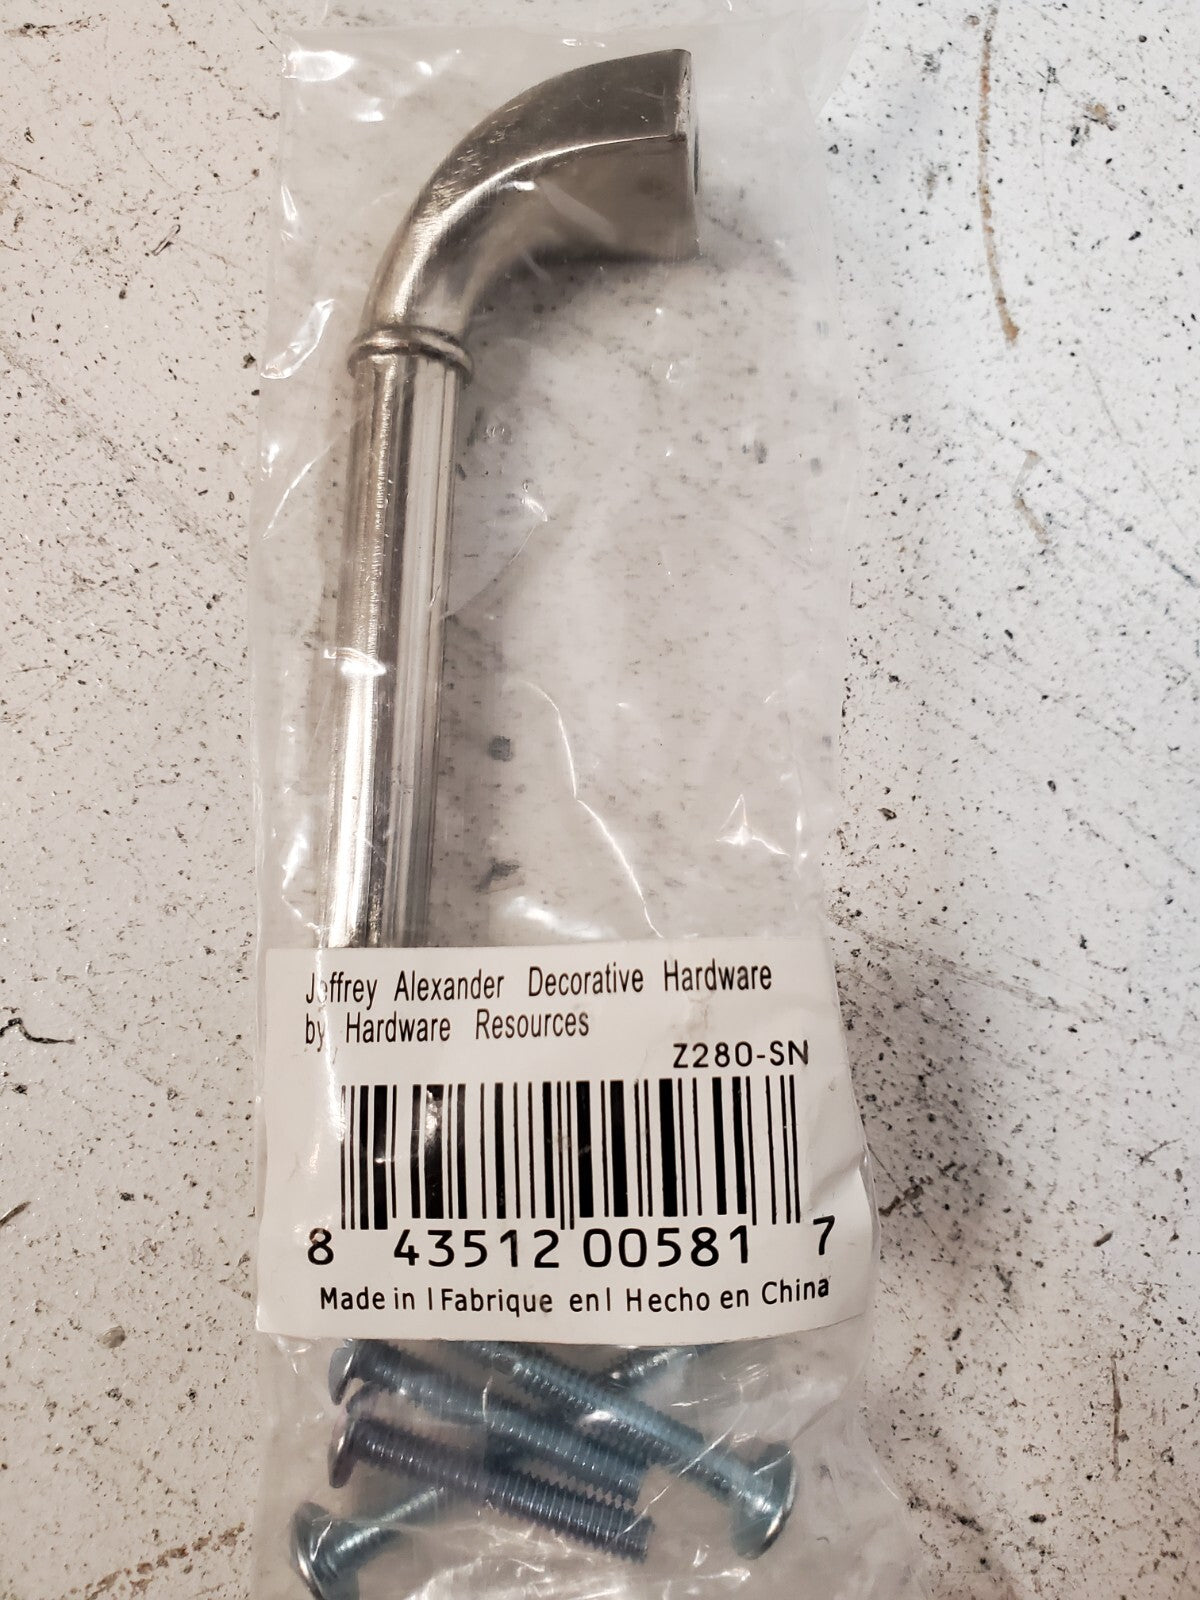 Jeffrey Alexander Decorative Hardware
by Hardware Resources
Z280-SN
8 43512 00581 7
Made in | Fabrique en | Hecho en China